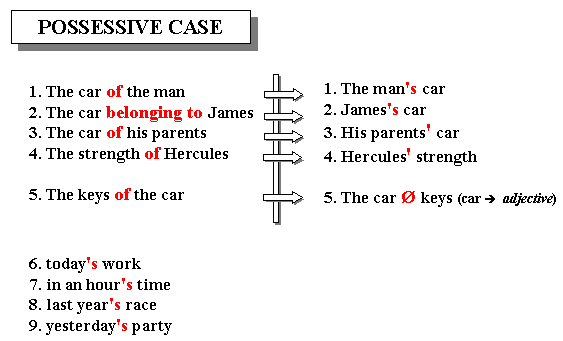 POSSESSIVE CASE
1. The car of the man
2. The car belonging to James
3. The car of his parents
4. The strength of Hercules
5. The keys of the car
1. The man's car
2. James's car
3. His parents' car
4. Hercules' strength
5. The car Ø keys (car → adjective)
6. today's work
7. in an hour's time
8. last year's race
9. yesterday's party